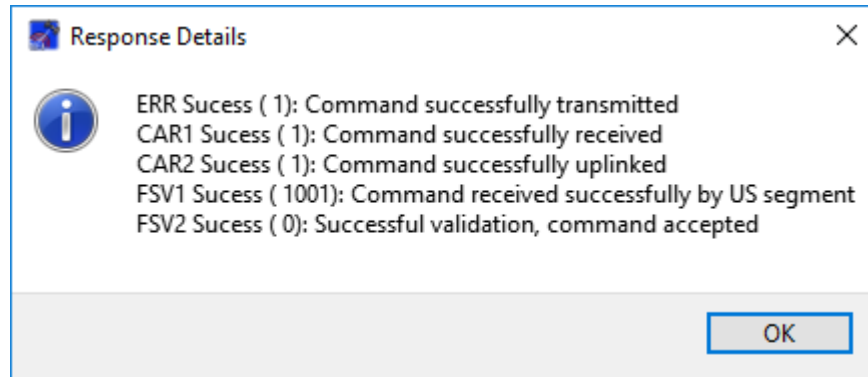 Response Details
ERR Sucess ( 1): Command successfully transmitted
CAR1 Sucess ( 1): Command successfully received
CAR2 Sucess ( 1): Command successfully uplinked
FSV1 Sucess ( 1001): Command received successfully by US segment
FSV2 Sucess ( 0): Successful validation, command accepted
OK